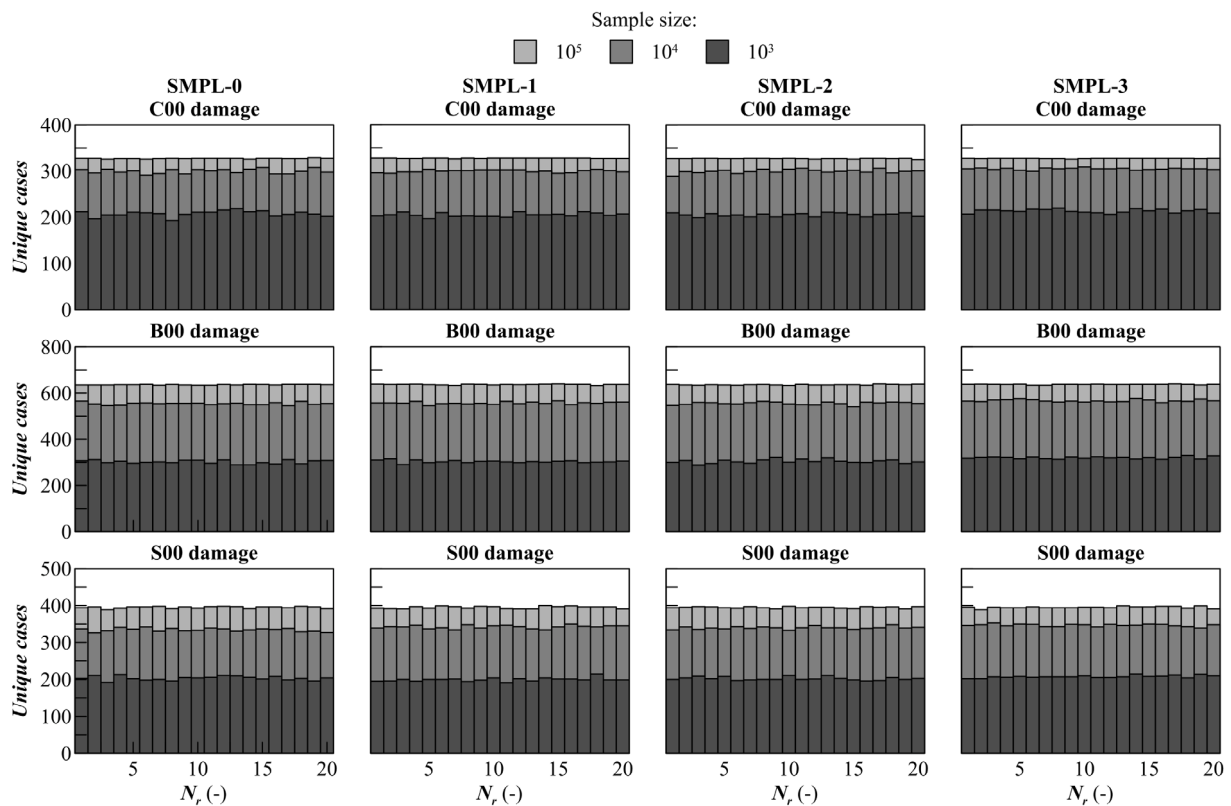 Sample size:
10⁵ 10⁴ 10³
SMPL-0 SMPL-1 SMPL-2 SMPL-3
C00 damage C00 damage C00 damage C00 damage
400
300
200
100
0
Unique cases
B00 damage B00 damage B00 damage B00 damage
800
600
400
200
0
Unique cases
S00 damage S00 damage S00 damage S00 damage
500
400
300
200
100
0
Unique cases
5 10 15 20 5 10 15 20 5 10 15 20 5 10 15 20
Nᵣ (-) Nᵣ (-) Nᵣ (-) Nᵣ (-)